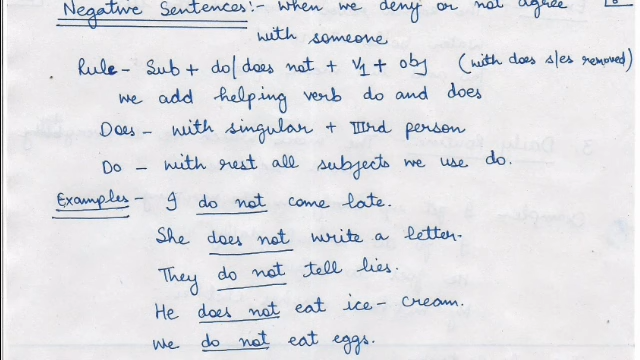 Negative Sentences:- when we deny or not agree
with someone
Rule - Sub + do/does not + V1 + obj (with does s/es removed)
we add helping verb do and does
Does - with singular + IIIrd person
Do - with rest all subjects we use do.
Examples - I do not come late.
She does not write a letter.
They do not tell lies.
He does not eat ice-cream.
We do not eat eggs.